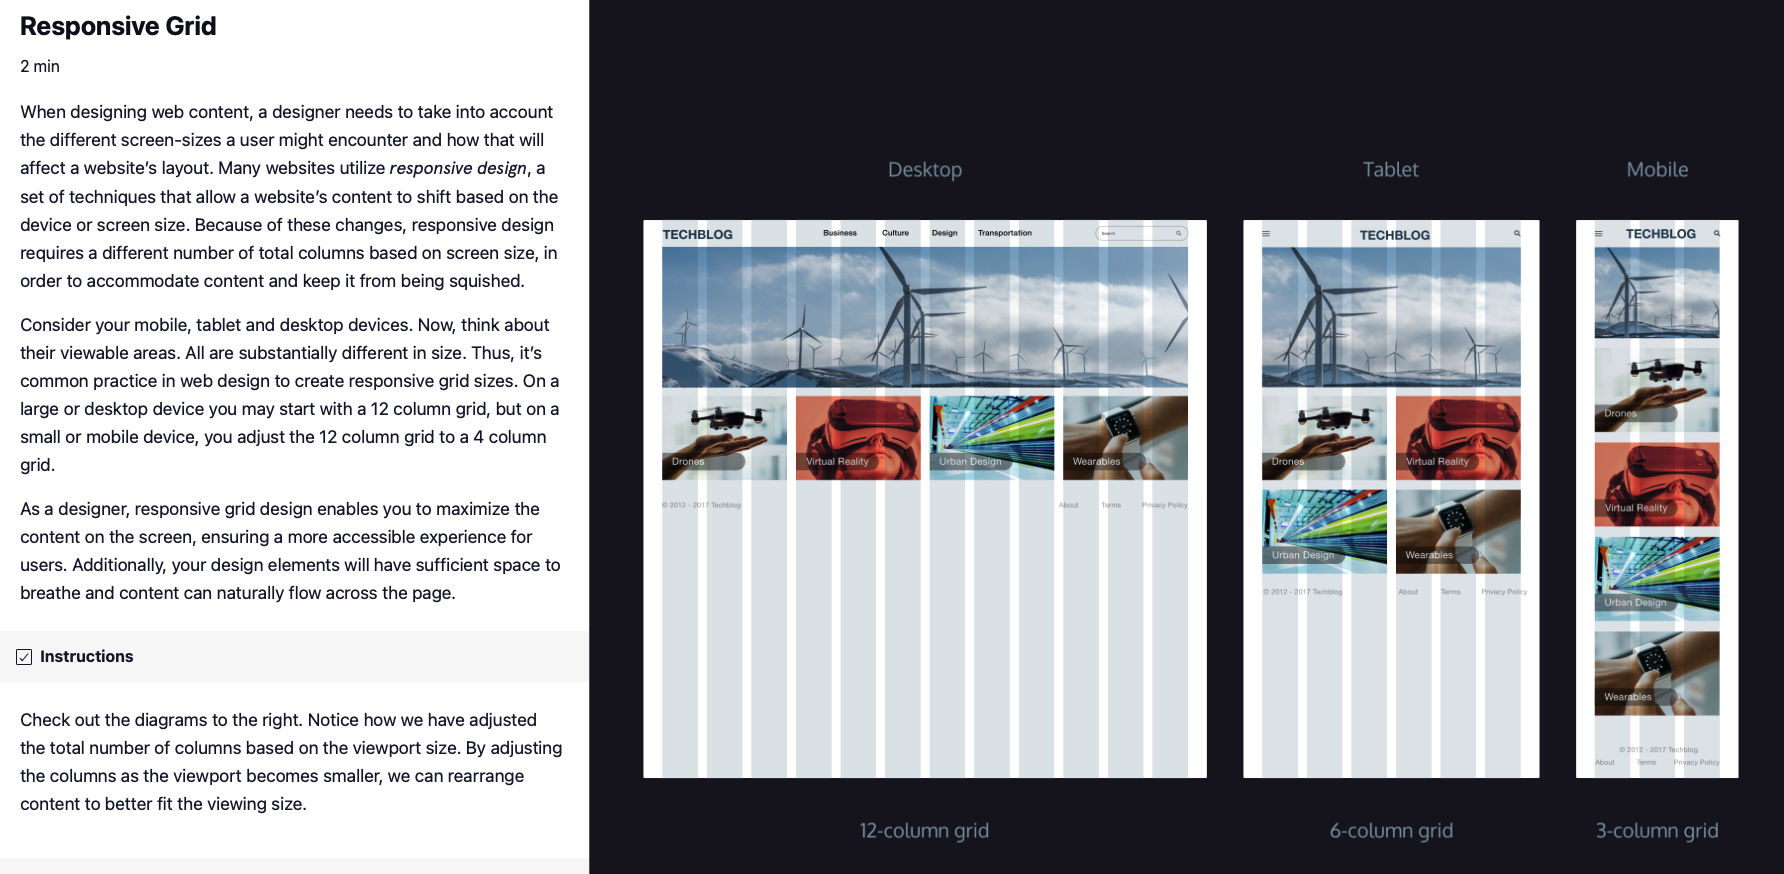 Responsive Grid
2 min
When designing web content, a designer needs to take into account
the different screen-sizes a user might encounter and how that will
affect a website’s layout. Many websites utilize responsive design, a
set of techniques that allow a website’s content to shift based on the
device or screen size. Because of these changes, responsive design
requires a different number of total columns based on screen size, in
order to accommodate content and keep it from being squished.
Consider your mobile, tablet and desktop devices. Now, think about
their viewable areas. All are substantially different in size. Thus, it’s
common practice in web design to create responsive grid sizes. On a
large or desktop device you may start with a 12 column grid, but on a
small or mobile device, you adjust the 12 column grid to a 4 column
grid.
As a designer, responsive grid design enables you to maximize the
content on the screen, ensuring a more accessible experience for
users. Additionally, your design elements will have sufficient space to
breathe and content can naturally flow across the page.
Instructions
Check out the diagrams to the right. Notice how we have adjusted
the total number of columns based on the viewport size. By adjusting
the columns as the viewport becomes smaller, we can rearrange
content to better fit the viewing size.
Desktop
TECHBLOG Business Culture Design Transportation Search
Drones Virtual Reality Urban Design Wearables
© 2012 - 2017 Techblog About Terms Privacy Policy
12-column grid
Tablet
TECHBLOG
Drones Virtual Reality
Urban Design Wearables
© 2012 - 2017 Techblog About Terms Privacy Policy
6-column grid
Mobile
TECHBLOG
Drones
Virtual Reality
Urban Design
Wearables
© 2012 - 2017 Techblog
About Terms Privacy Policy
3-column grid